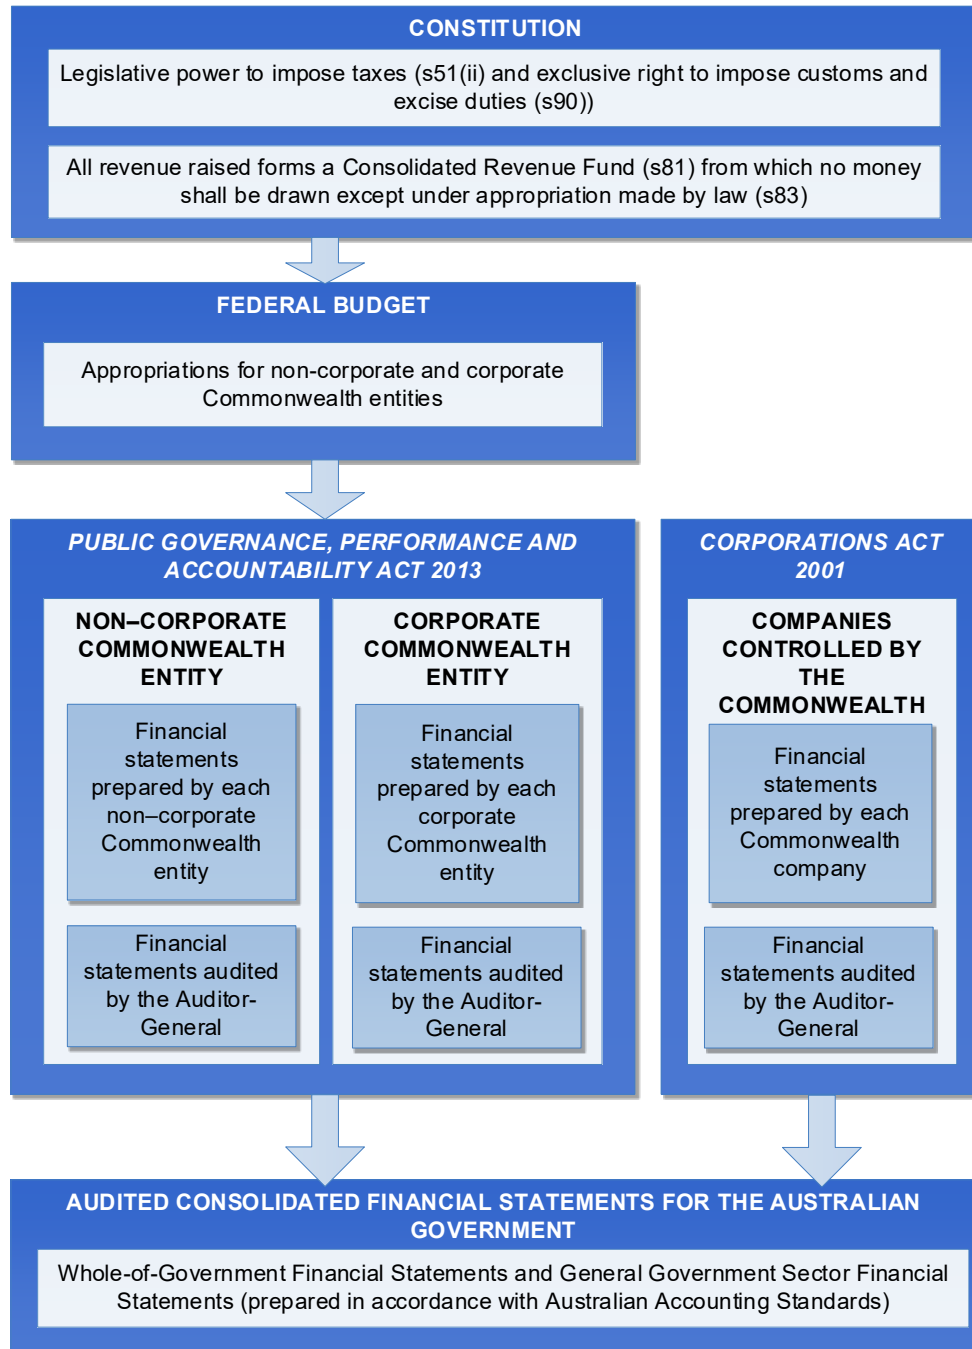 CONSTITUTION
Legislative power to impose taxes (s51(ii) and exclusive right to impose customs and
excise duties (s90))
All revenue raised forms a Consolidated Revenue Fund (s81) from which no money
shall be drawn except under appropriation made by law (s83)
FEDERAL BUDGET
Appropriations for non-corporate and corporate
Commonwealth entities
PUBLIC GOVERNANCE, PERFORMANCE AND
ACCOUNTABILITY ACT 2013
NON–CORPORATE
COMMONWEALTH
ENTITY
Financial
statements
prepared by each
non–corporate
Commonwealth
entity
Financial
statements audited
by the Auditor-
General
CORPORATE
COMMONWEALTH
ENTITY
Financial
statements
prepared by each
corporate
Commonwealth
entity
Financial
statements audited
by the Auditor-
General
CORPORATIONS ACT
2001
COMPANIES
CONTROLLED BY
THE
COMMONWEALTH
Financial
statements
prepared by each
Commonwealth
company
Financial
statements audited
by the Auditor-
General
AUDITED CONSOLIDATED FINANCIAL STATEMENTS FOR THE AUSTRALIAN
GOVERNMENT
Whole-of-Government Financial Statements and General Government Sector Financial
Statements (prepared in accordance with Australian Accounting Standards)